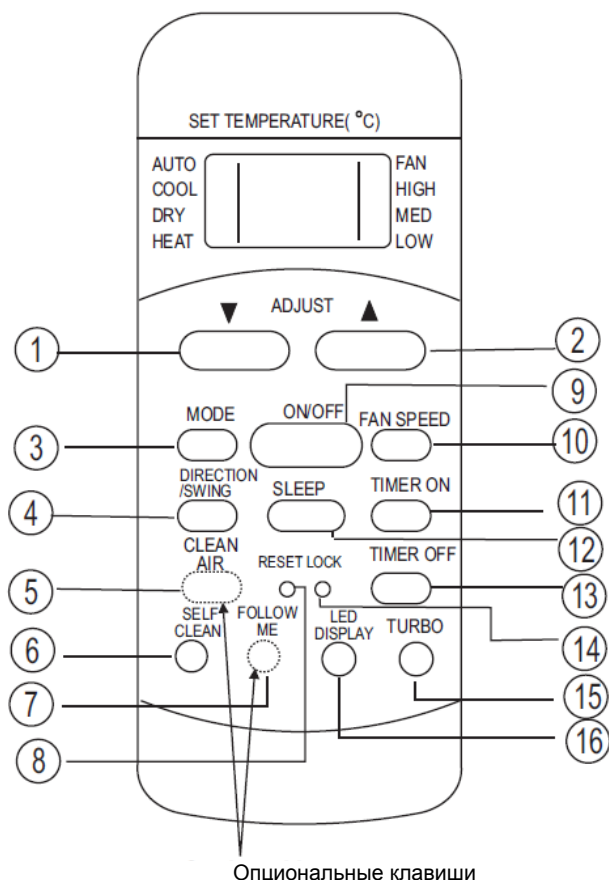 SET TEMPERATURE(°C)
AUTO
COOL
DRY
HEAT
FAN
HIGH
MED
LOW
▼ ADJUST ▲
1
2
9
MODE
ON/OFF
FAN SPEED
3
10
DIRECTION
/SWING
SLEEP
TIMER ON
4
11
12
CLEAN
AIR
RESET LOCK
TIMER OFF
5
13
SELF
CLEAN
FOLLOW
ME
LED
DISPLAY
TURBO
14
6
15
7
16
8
Опциональные клавиши